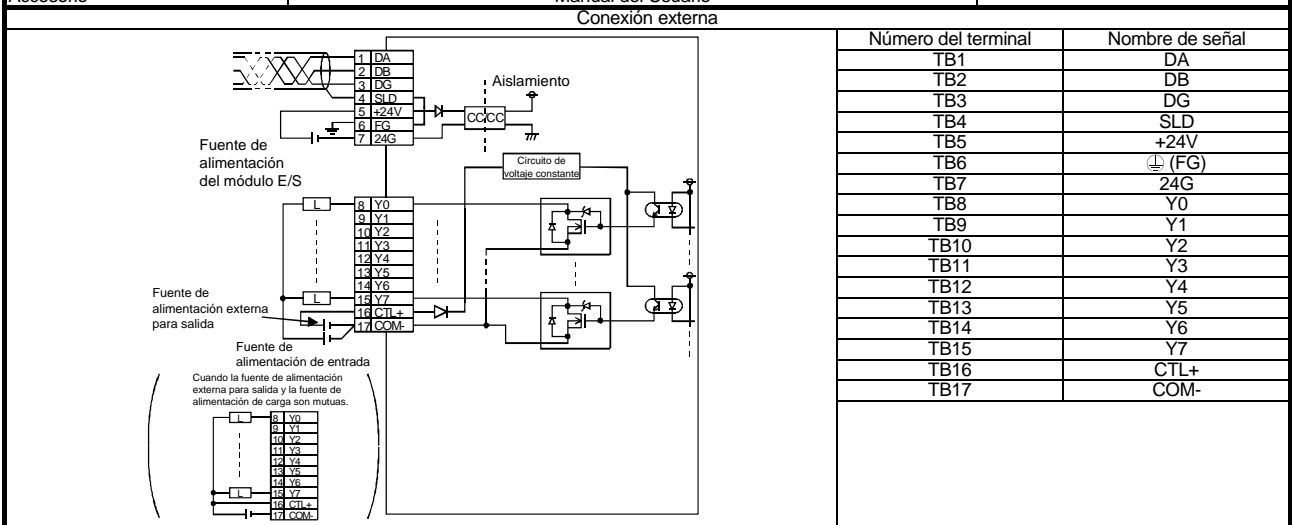 Accesorio Manual del Usuario
Conexión externa
1 DA
2 DB
3 DG
4 SLD
5 +24V
6 FG
7 24G
Aislamiento
CC CC
Fuente de
alimentación
del módulo E/S
Circuito de
voltaje constante
L
8 Y0
9 Y1
10 Y2
11 Y3
12 Y4
13 Y5
14 Y6
L
15 Y7
16 CTL+
17 COM-
Fuente de
alimentación externa
para salida
Fuente de
alimentación de entrada
Cuando la fuente de alimentación
externa para salida y la fuente de
alimentación de carga son mutuas.
L
8 Y0
9 Y1
10 Y2
11 Y3
12 Y4
13 Y5
14 Y6
L
15 Y7
16 CTL+
17 COM-
Número del terminal Nombre de señal
TB1 DA
TB2 DB
TB3 DG
TB4 SLD
TB5 +24V
TB6 (FG)
TB7 24G
TB8 Y0
TB9 Y1
TB10 Y2
TB11 Y3
TB12 Y4
TB13 Y5
TB14 Y6
TB15 Y7
TB16 CTL+
TB17 COM-